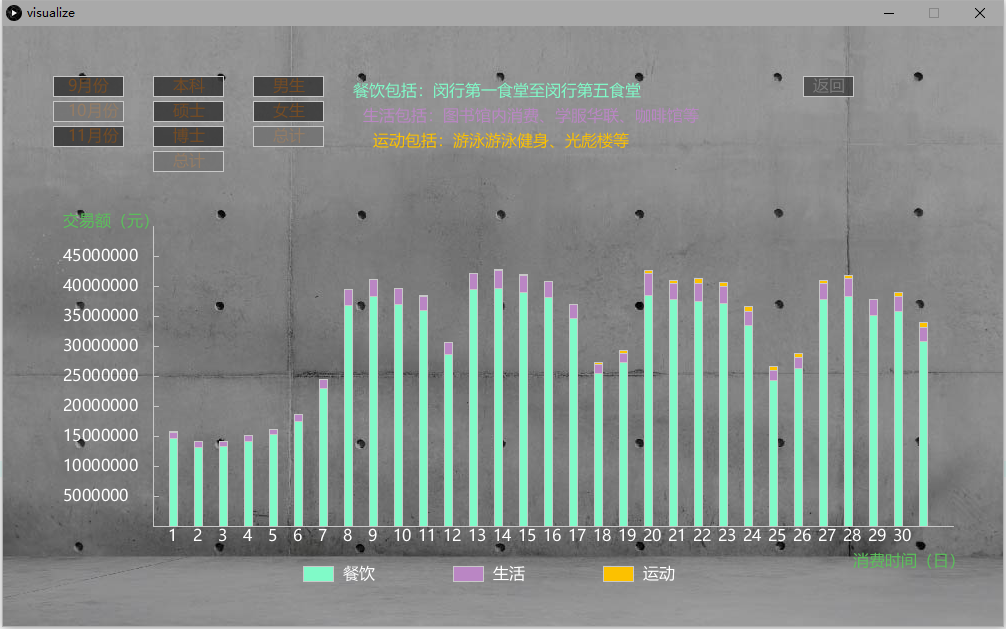 visualize
9月份 本科 男生 餐饮包括：闵行第一食堂至闵行第五食堂 返回
10月份 硕士 女生 生活包括：图书馆内消费、学服华联、咖啡馆等
11月份 博士 总计 运动包括：游泳游泳健身、光彪楼等
总计
交易额（元）
45000000
40000000
35000000
30000000
25000000
20000000
15000000
10000000
5000000
1 2 3 4 5 6 7 8 9 10 11 12 13 14 15 16 17 18 19 20 21 22 23 24 25 26 27 28 29 30
消费时间（日）
餐饮 生活 运动